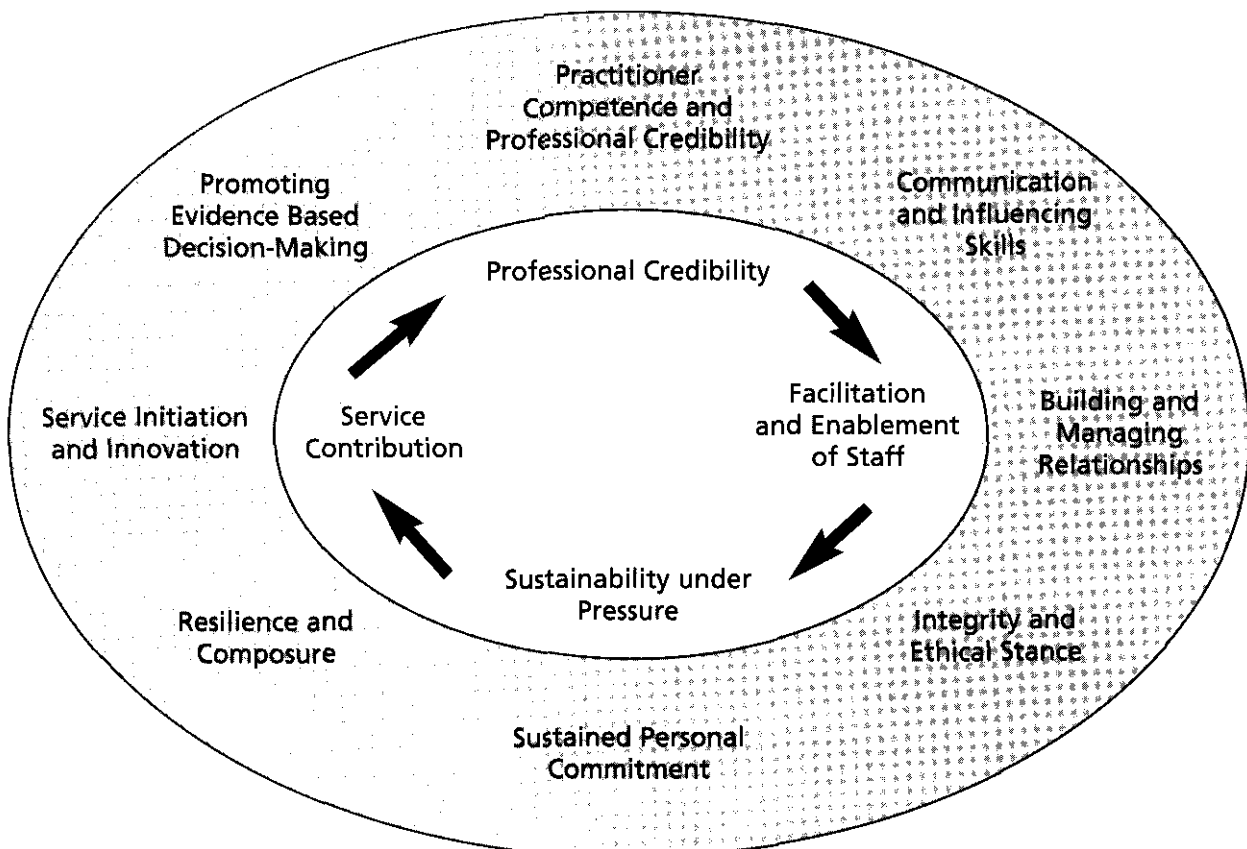 Practitioner
Competence and
Professional Credibility
Promoting
Evidence Based
Decision-Making
Communication
and Influencing
Skills
Professional Credibility
Service Initiation
and Innovation
Service
Contribution
Facilitation
and Enablement
of Staff
Building and
Managing
Relationships
Sustainability under
Pressure
Resilience and
Composure
Integrity and
Ethical Stance
Sustained Personal
Commitment